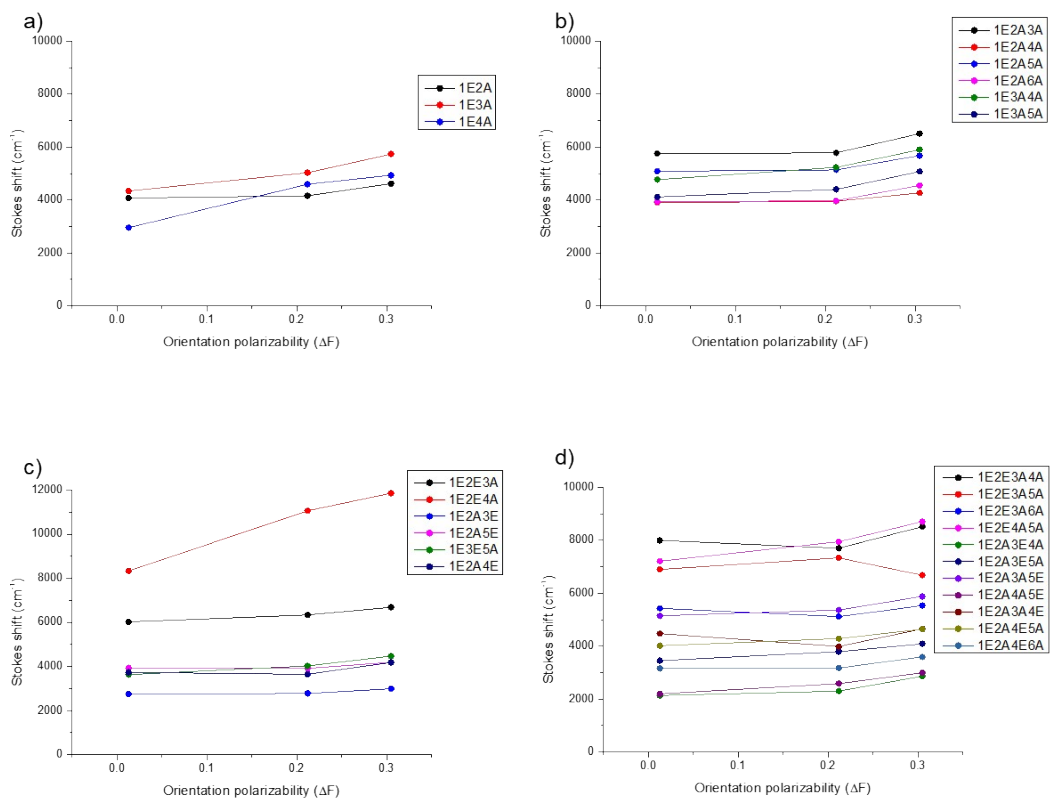 a)
10000
8000
6000
4000
2000
0
Stokes shift (cm⁻¹)
0.0 0.1 0.2 0.3
Orientation polarizability (ΔF)
1E2A
1E3A
1E4A
b)
10000
8000
6000
4000
2000
0
Stokes shift (cm⁻¹)
0.0 0.1 0.2 0.3
Orientation polarizability (ΔF)
1E2A3A
1E2A4A
1E2A5A
1E2A6A
1E3A4A
1E3A5A
c)
12000
10000
8000
6000
4000
2000
0
Stokes shift (cm⁻¹)
0.0 0.1 0.2 0.3
Orientation polarizability (ΔF)
1E2E3A
1E2E4A
1E2A3E
1E2A5E
1E3E5A
1E2A4E
d)
10000
8000
6000
4000
2000
0
Stokes shift (cm⁻¹)
0.0 0.1 0.2 0.3
Orientation polarizability (ΔF)
1E2E3A4A
1E2E3A5A
1E2E3A6A
1E2E4A5A
1E2A3E4A
1E2A3E5A
1E2A3A5E
1E2A4A5E
1E2A3A4E
1E2A4E5A
1E2A4E6A